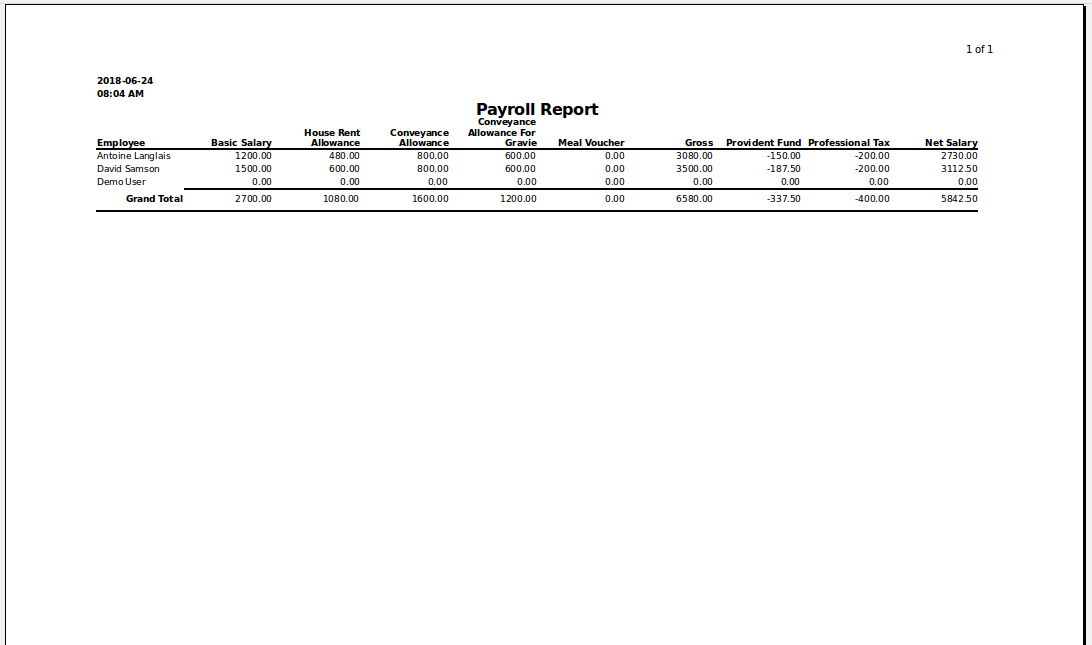 1 of 1
2018-06-24
08:04 AM
Payroll Report
Employee Basic Salary House Rent Allowance Conveyance Allowance Conveyance Allowance For Gravie Meal Voucher Gross Provident Fund Professional Tax Net Salary
Antoine Langlais 1200.00 480.00 800.00 600.00 0.00 3080.00 -150.00 -200.00 2730.00
David Samson 1500.00 600.00 800.00 600.00 0.00 3500.00 -187.50 -200.00 3112.50
Demo User 0.00 0.00 0.00 0.00 0.00 0.00 0.00 0.00 0.00
Grand Total 2700.00 1080.00 1600.00 1200.00 0.00 6580.00 -337.50 -400.00 5842.50